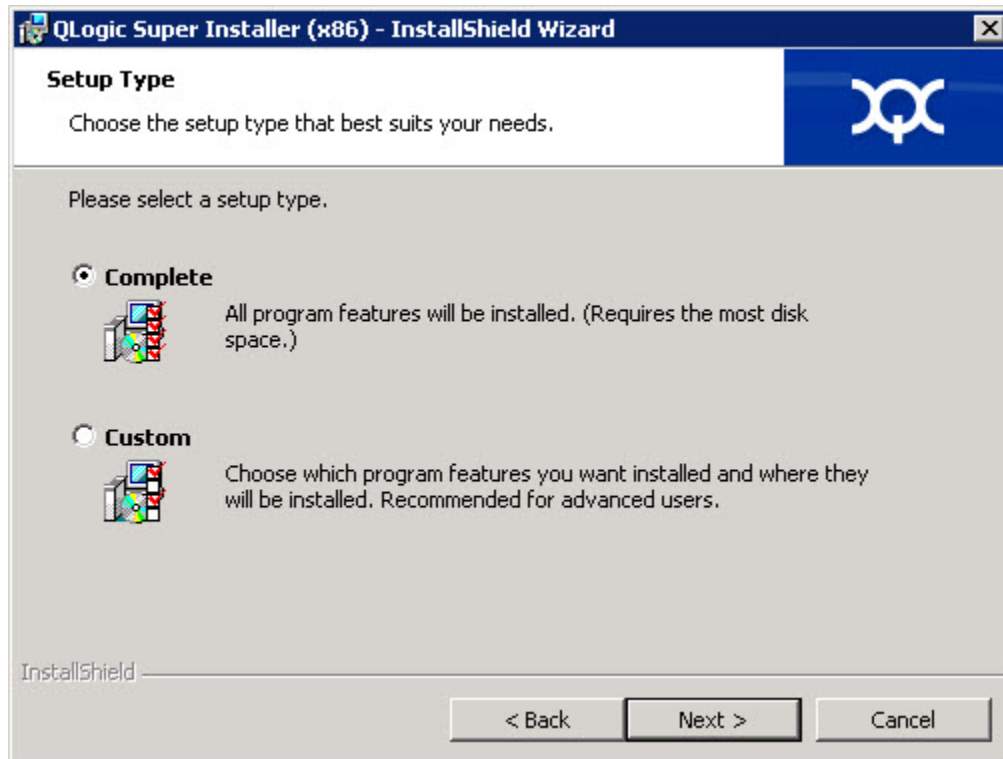 QLogic Super Installer (x86) - InstallShield Wizard
Setup Type
Choose the setup type that best suits your needs.
Please select a setup type.
Complete
All program features will be installed. (Requires the most disk
space.)
Custom
Choose which program features you want installed and where they
will be installed. Recommended for advanced users.
InstallShield
< Back
Next >
Cancel